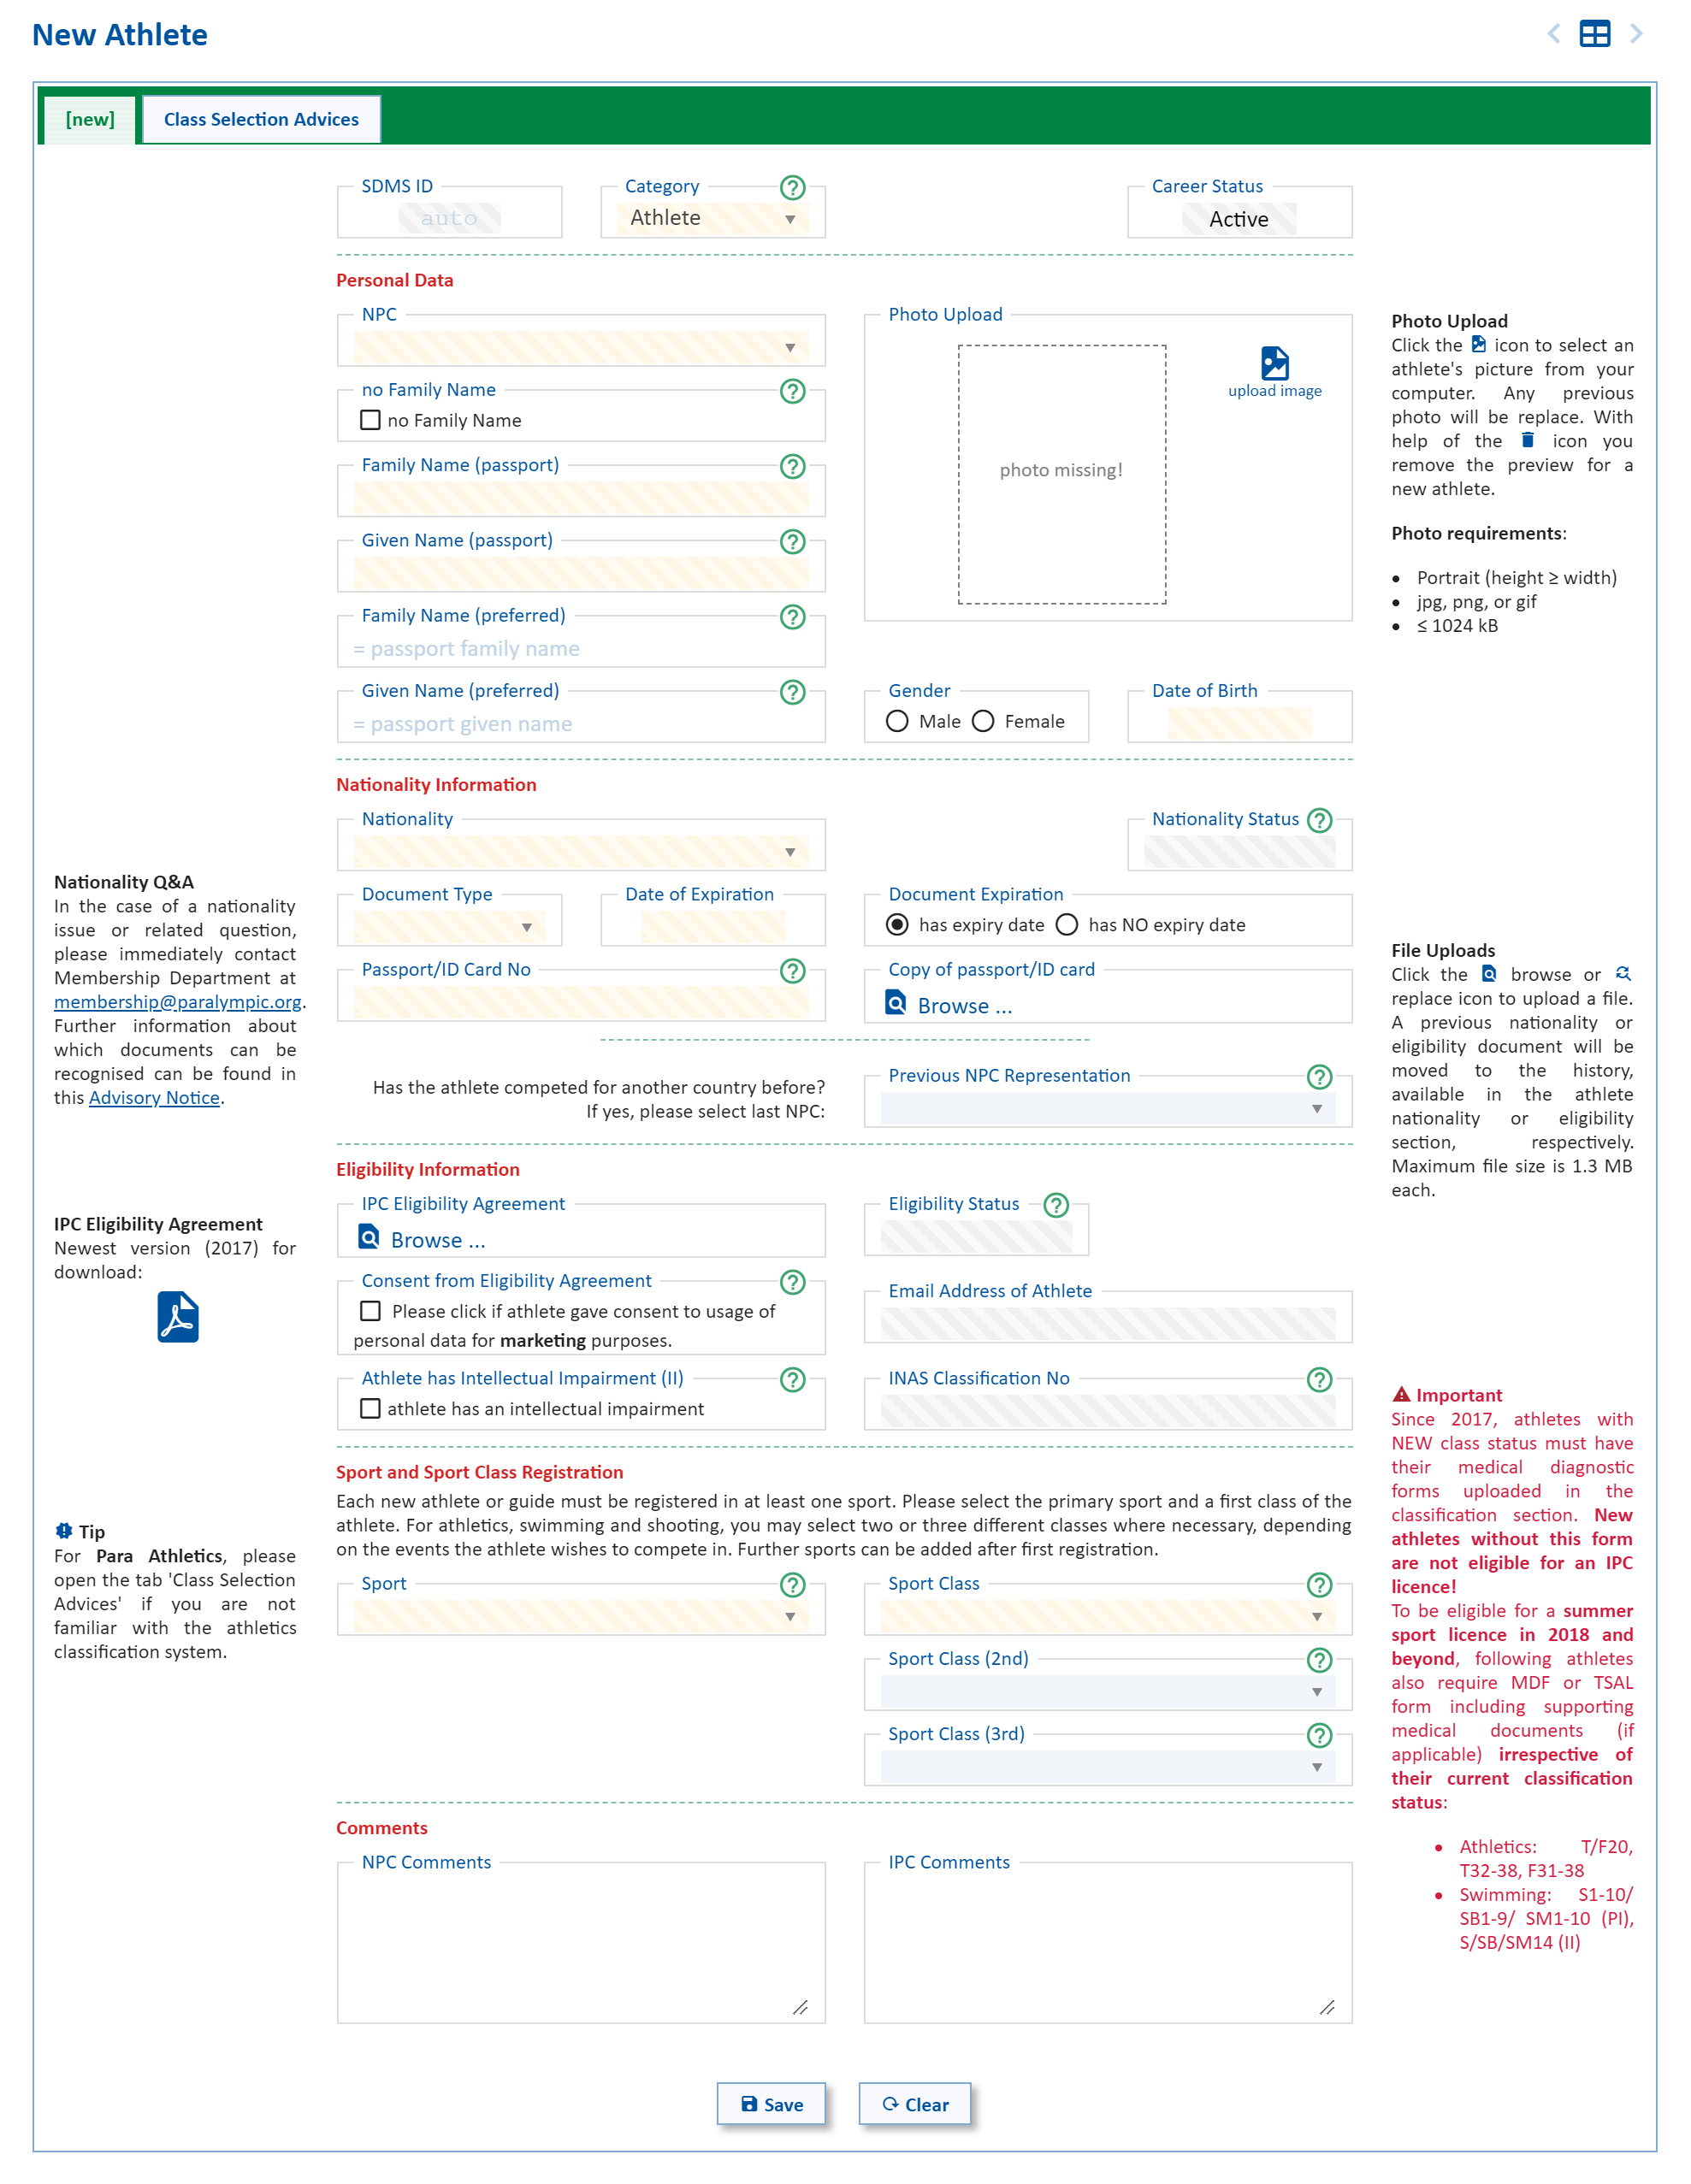 New Athlete
[new]
Class Selection Advices
SDMS ID
auto
Category
Athlete
Career Status
Active
Personal Data
NPC
no Family Name
no Family Name
Family Name (passport)
Given Name (passport)
Family Name (preferred)
= passport family name
Given Name (preferred)
= passport given name
Photo Upload
photo missing!
upload image
Gender
Male
Female
Date of Birth
Photo Upload
Click the icon to select an
athlete's picture from your
computer. Any previous
photo will be replace. With
help of the icon you
remove the preview for a
new athlete.
Photo requirements:
• Portrait (height ≥ width)
• jpg, png, or gif
• ≤ 1024 kB
Nationality Information
Nationality
Nationality Status
Document Type
Date of Expiration
Document Expiration
has expiry date
has NO expiry date
Passport/ID Card No
Copy of passport/ID card
Browse ...
Has the athlete competed for another country before?
If yes, please select last NPC:
Previous NPC Representation
Nationality Q&A
In the case of a nationality
issue or related question,
please immediately contact
Membership Department at
membership@paralympic.org.
Further information about
which documents can be
recognised can be found in
this Advisory Notice.
File Uploads
Click the browse or
replace icon to upload a file.
A previous nationality or
eligibility document will be
moved to the history,
available in the athlete
nationality or eligibility
section, respectively.
Maximum file size is 1.3 MB
each.
Eligibility Information
IPC Eligibility Agreement
Browse ...
Eligibility Status
Consent from Eligibility Agreement
Please click if athlete gave consent to usage of
personal data for marketing purposes.
Email Address of Athlete
Athlete has Intellectual Impairment (II)
athlete has an intellectual impairment
INAS Classification No
IPC Eligibility Agreement
Newest version (2017) for
download:
Sport and Sport Class Registration
Each new athlete or guide must be registered in at least one sport. Please select the primary sport and a first class of the
athlete. For athletics, swimming and shooting, you may select two or three different classes where necessary, depending
on the events the athlete wishes to compete in. Further sports can be added after first registration.
Sport
Sport Class
Sport Class (2nd)
Sport Class (3rd)
Tip
For Para Athletics, please
open the tab 'Class Selection
Advices' if you are not
familiar with the athletics
classification system.
Important
Since 2017, athletes with
NEW class status must have
their medical diagnostic
forms uploaded in the
classification section. New
athletes without this form
are not eligible for an IPC
licence!
To be eligible for a summer
sport licence in 2018 and
beyond, following athletes
also require MDF or TSAL
form including supporting
medical documents (if
applicable) irrespective of
their current classification
status:
• Athletics: T/F20,
T32-38, F31-38
• Swimming: S1-10/
SB1-9/ SM1-10 (PI),
S/SB/SM14 (II)
Comments
NPC Comments
IPC Comments
Save
Clear